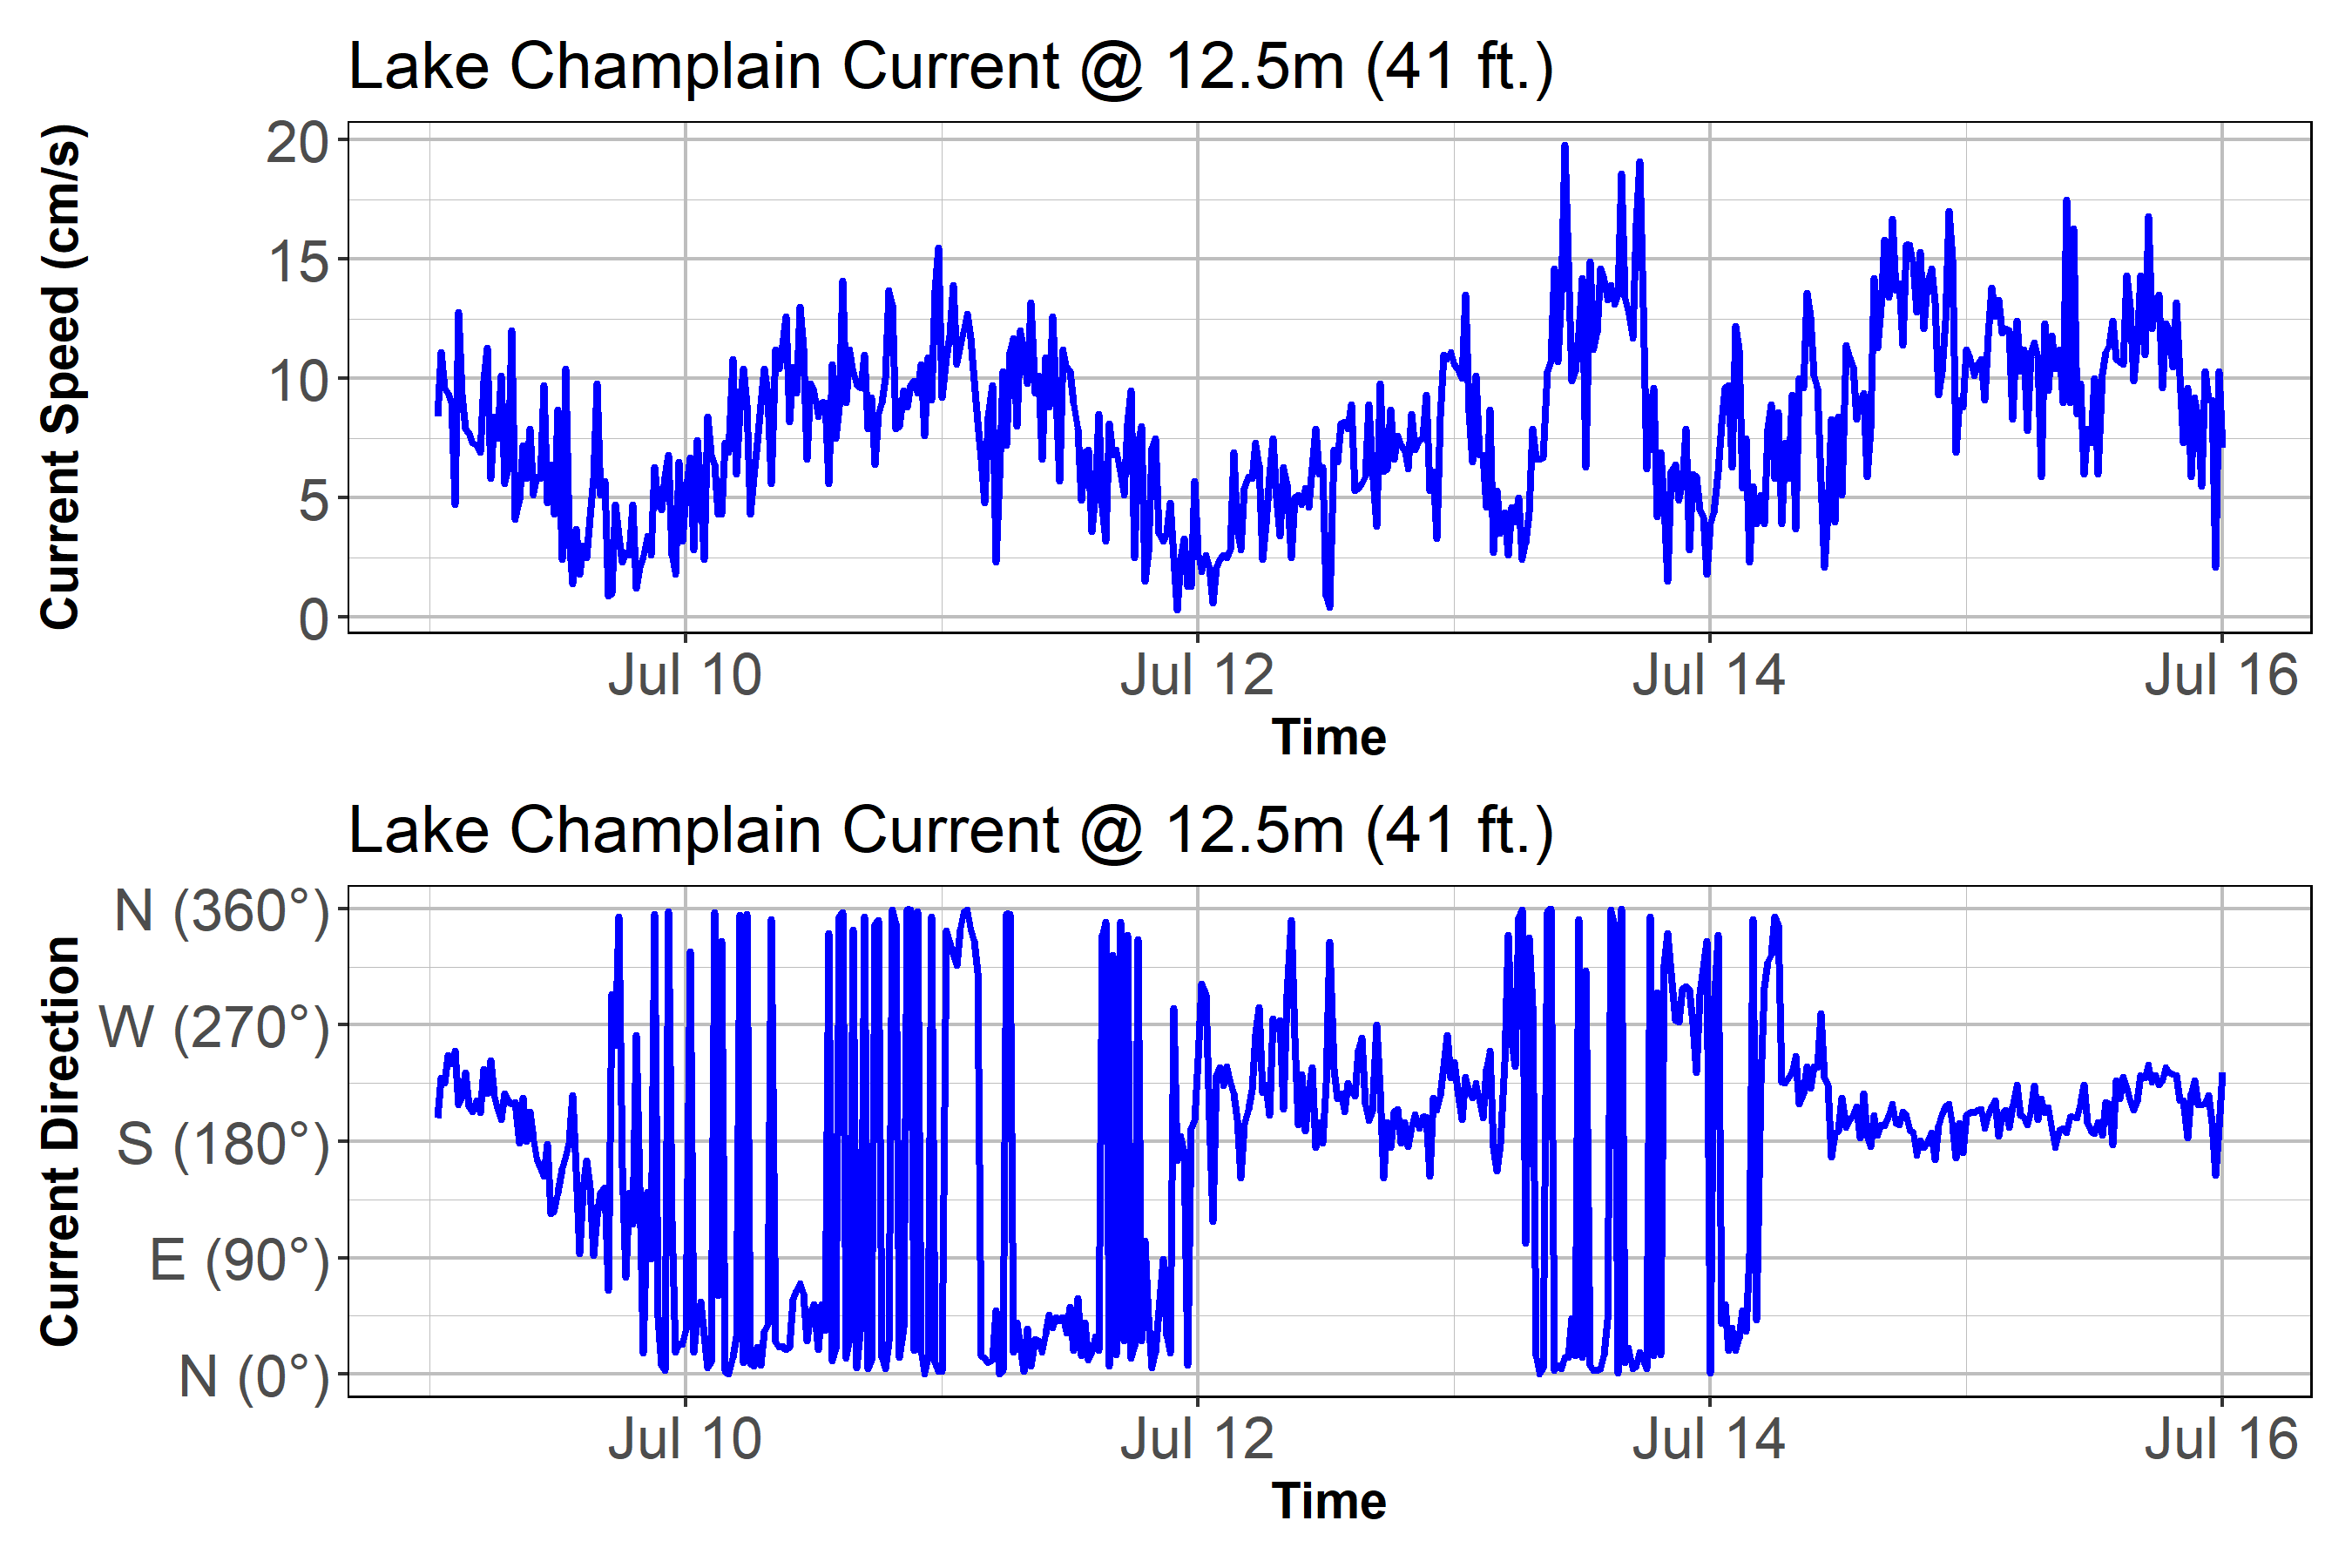 Lake Champlain Current @ 12.5m (41 ft.)
Current Speed (cm/s)
20
15
10
5
0
Jul 10 Jul 12 Jul 14 Jul 16
Time
Lake Champlain Current @ 12.5m (41 ft.)
Current Direction
N (360°)
W (270°)
S (180°)
E (90°)
N (0°)
Jul 10 Jul 12 Jul 14 Jul 16
Time